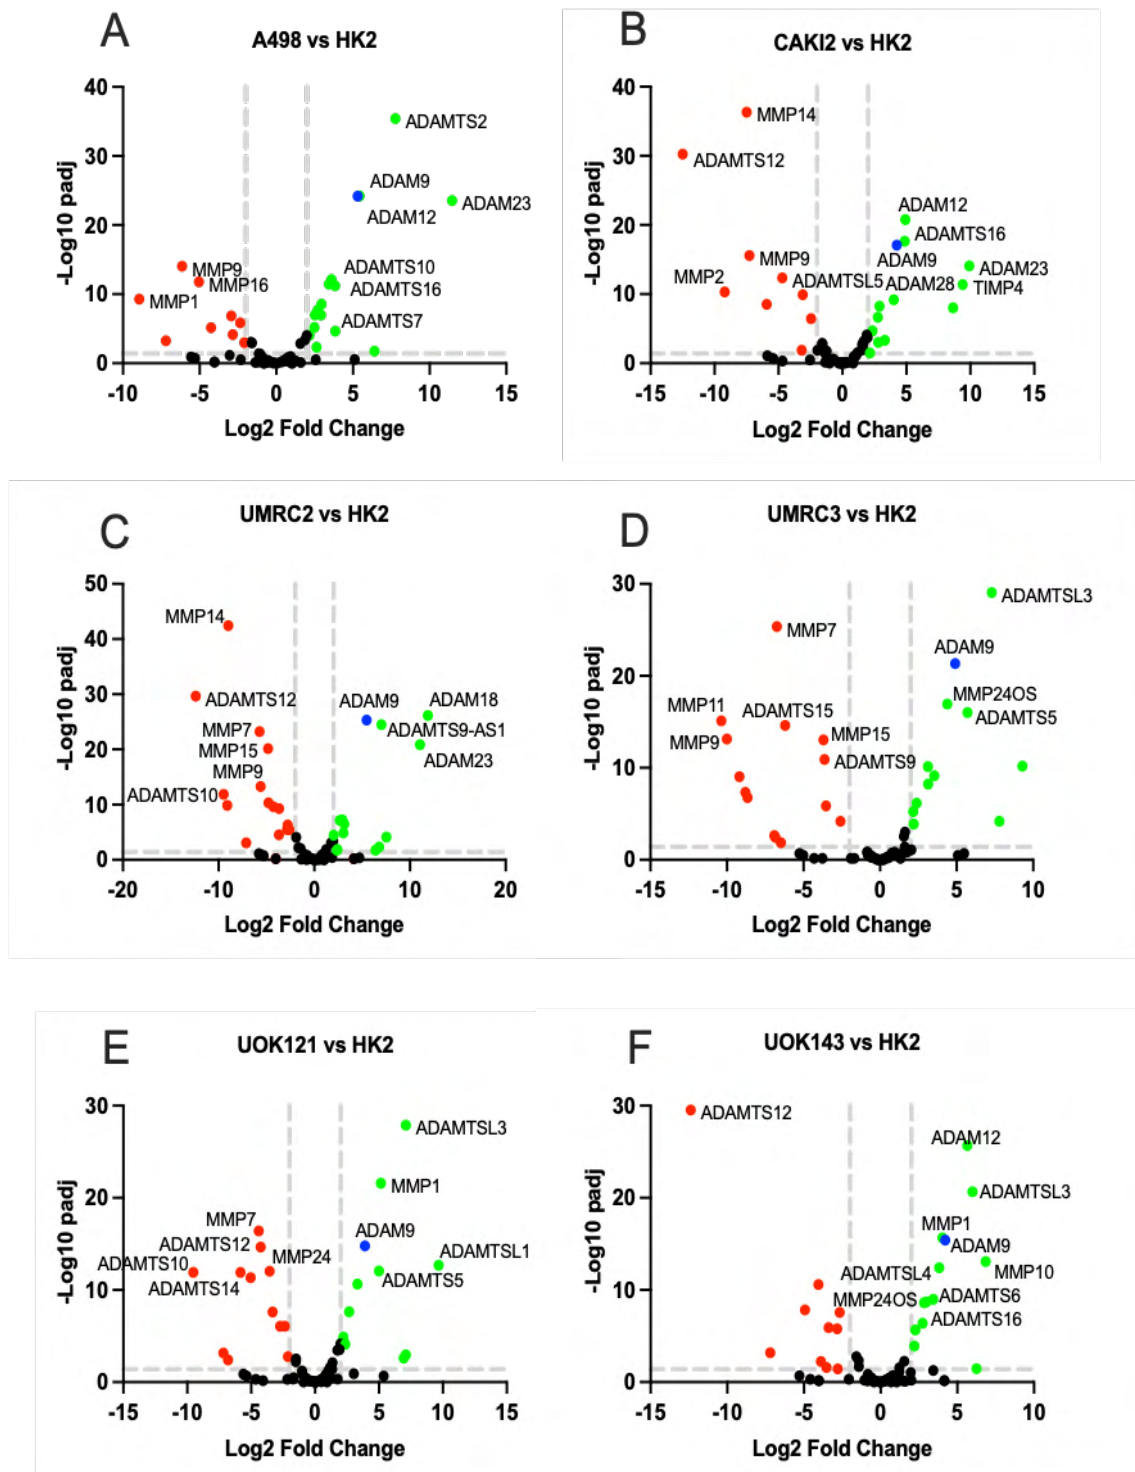 A
A498 vs HK2
-Log10 padj
40
30
20
10
0
-10
-5
0
5
10
15
Log2 Fold Change
ADAMTS2
ADAM9
ADAM12
ADAM23
MMP9
MMP16
MMP1
ADAMTS10
ADAMTS16
ADAMTS7
B
CAKI2 vs HK2
-Log10 padj
40
30
20
10
0
-15
-10
-5
0
5
10
15
Log2 Fold Change
MMP14
ADAMTS12
ADAM12
ADAMTS16
MMP9
ADAM9
ADAM23
MMP2
ADAMTSL5
ADAM28
TIMP4
C
UMRC2 vs HK2
-Log10 padj
50
40
30
20
10
0
-20
-10
0
10
20
Log2 Fold Change
MMP14
ADAMTS12
ADAM9
ADAM18
MMP7
ADAMTS9-AS1
MMP15
ADAM23
MMP9
ADAMTS10
D
UMRC3 vs HK2
-Log10 padj
30
20
10
0
-15
-10
-5
0
5
10
Log2 Fold Change
ADAMTSL3
MMP7
ADAM9
MMP24OS
MMP11
ADAMTS15
ADAMTS5
MMP9
MMP15
ADAMTS9
E
UOK121 vs HK2
-Log10 padj
30
20
10
0
-15
-10
-5
0
5
10
15
Log2 Fold Change
ADAMTSL3
MMP1
MMP7
ADAM9
ADAMTS12
ADAMTSL1
ADAMTS10
MMP24
ADAMTS5
ADAMTS14
F
UOK143 vs HK2
-Log10 padj
30
20
10
0
-15
-10
-5
0
5
10
Log2 Fold Change
ADAMTS12
ADAM12
ADAMTSL3
MMP1
ADAM9
ADAMTSL4
MMP10
MMP24OS
ADAMTS6
ADAMTS16